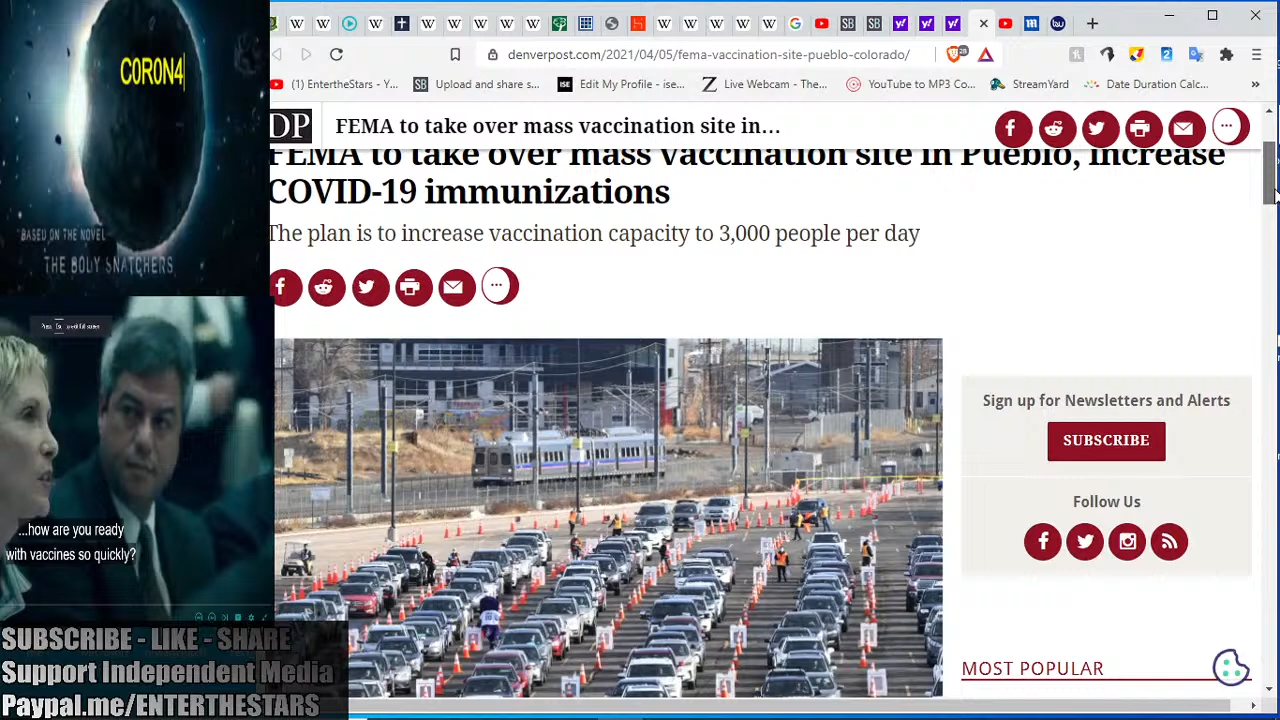 CORON4
"BASED ON THE NOVEL
THE BODY SNATCHERS
...how are you ready
with vaccines so quickly?
SUBSCRIBE - LIKE - SHARE
Support Independent Media
Paypal.me/ENTERTHESTARS
denverpost.com/2021/04/05/fema-vaccination-site-pueblo-colorado/
28
(1) EntertheStars - Y...
Upload and share s...
Edit My Profile - ise...
Live Webcam - The...
YouTube to MP3 Co...
StreamYard
Date Duration Calc...
DP
FEMA to take over mass vaccination site in...
FEMA to take over mass vaccination site in Pueblo, increase
COVID-19 immunizations
The plan is to increase vaccination capacity to 3,000 people per day
Sign up for Newsletters and Alerts
SUBSCRIBE
Follow Us
MOST POPULAR